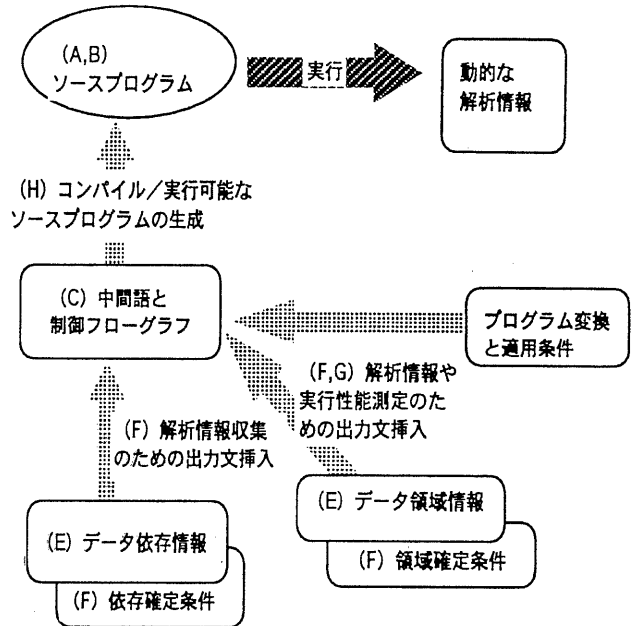 (A,B)
ソースプログラム
実行
動的な
解析情報
(H) コンパイル／実行可能な
ソースプログラムの生成
(C) 中間語と
制御フローグラフ
プログラム変換
と適用条件
(F,G) 解析情報や
実行性能測定のた
めの出力文挿入
(F) 解析情報収集
のための出力文挿入
(E) データ領域情報
(F) 領域確定条件
(E) データ依存情報
(F) 依存確定条件